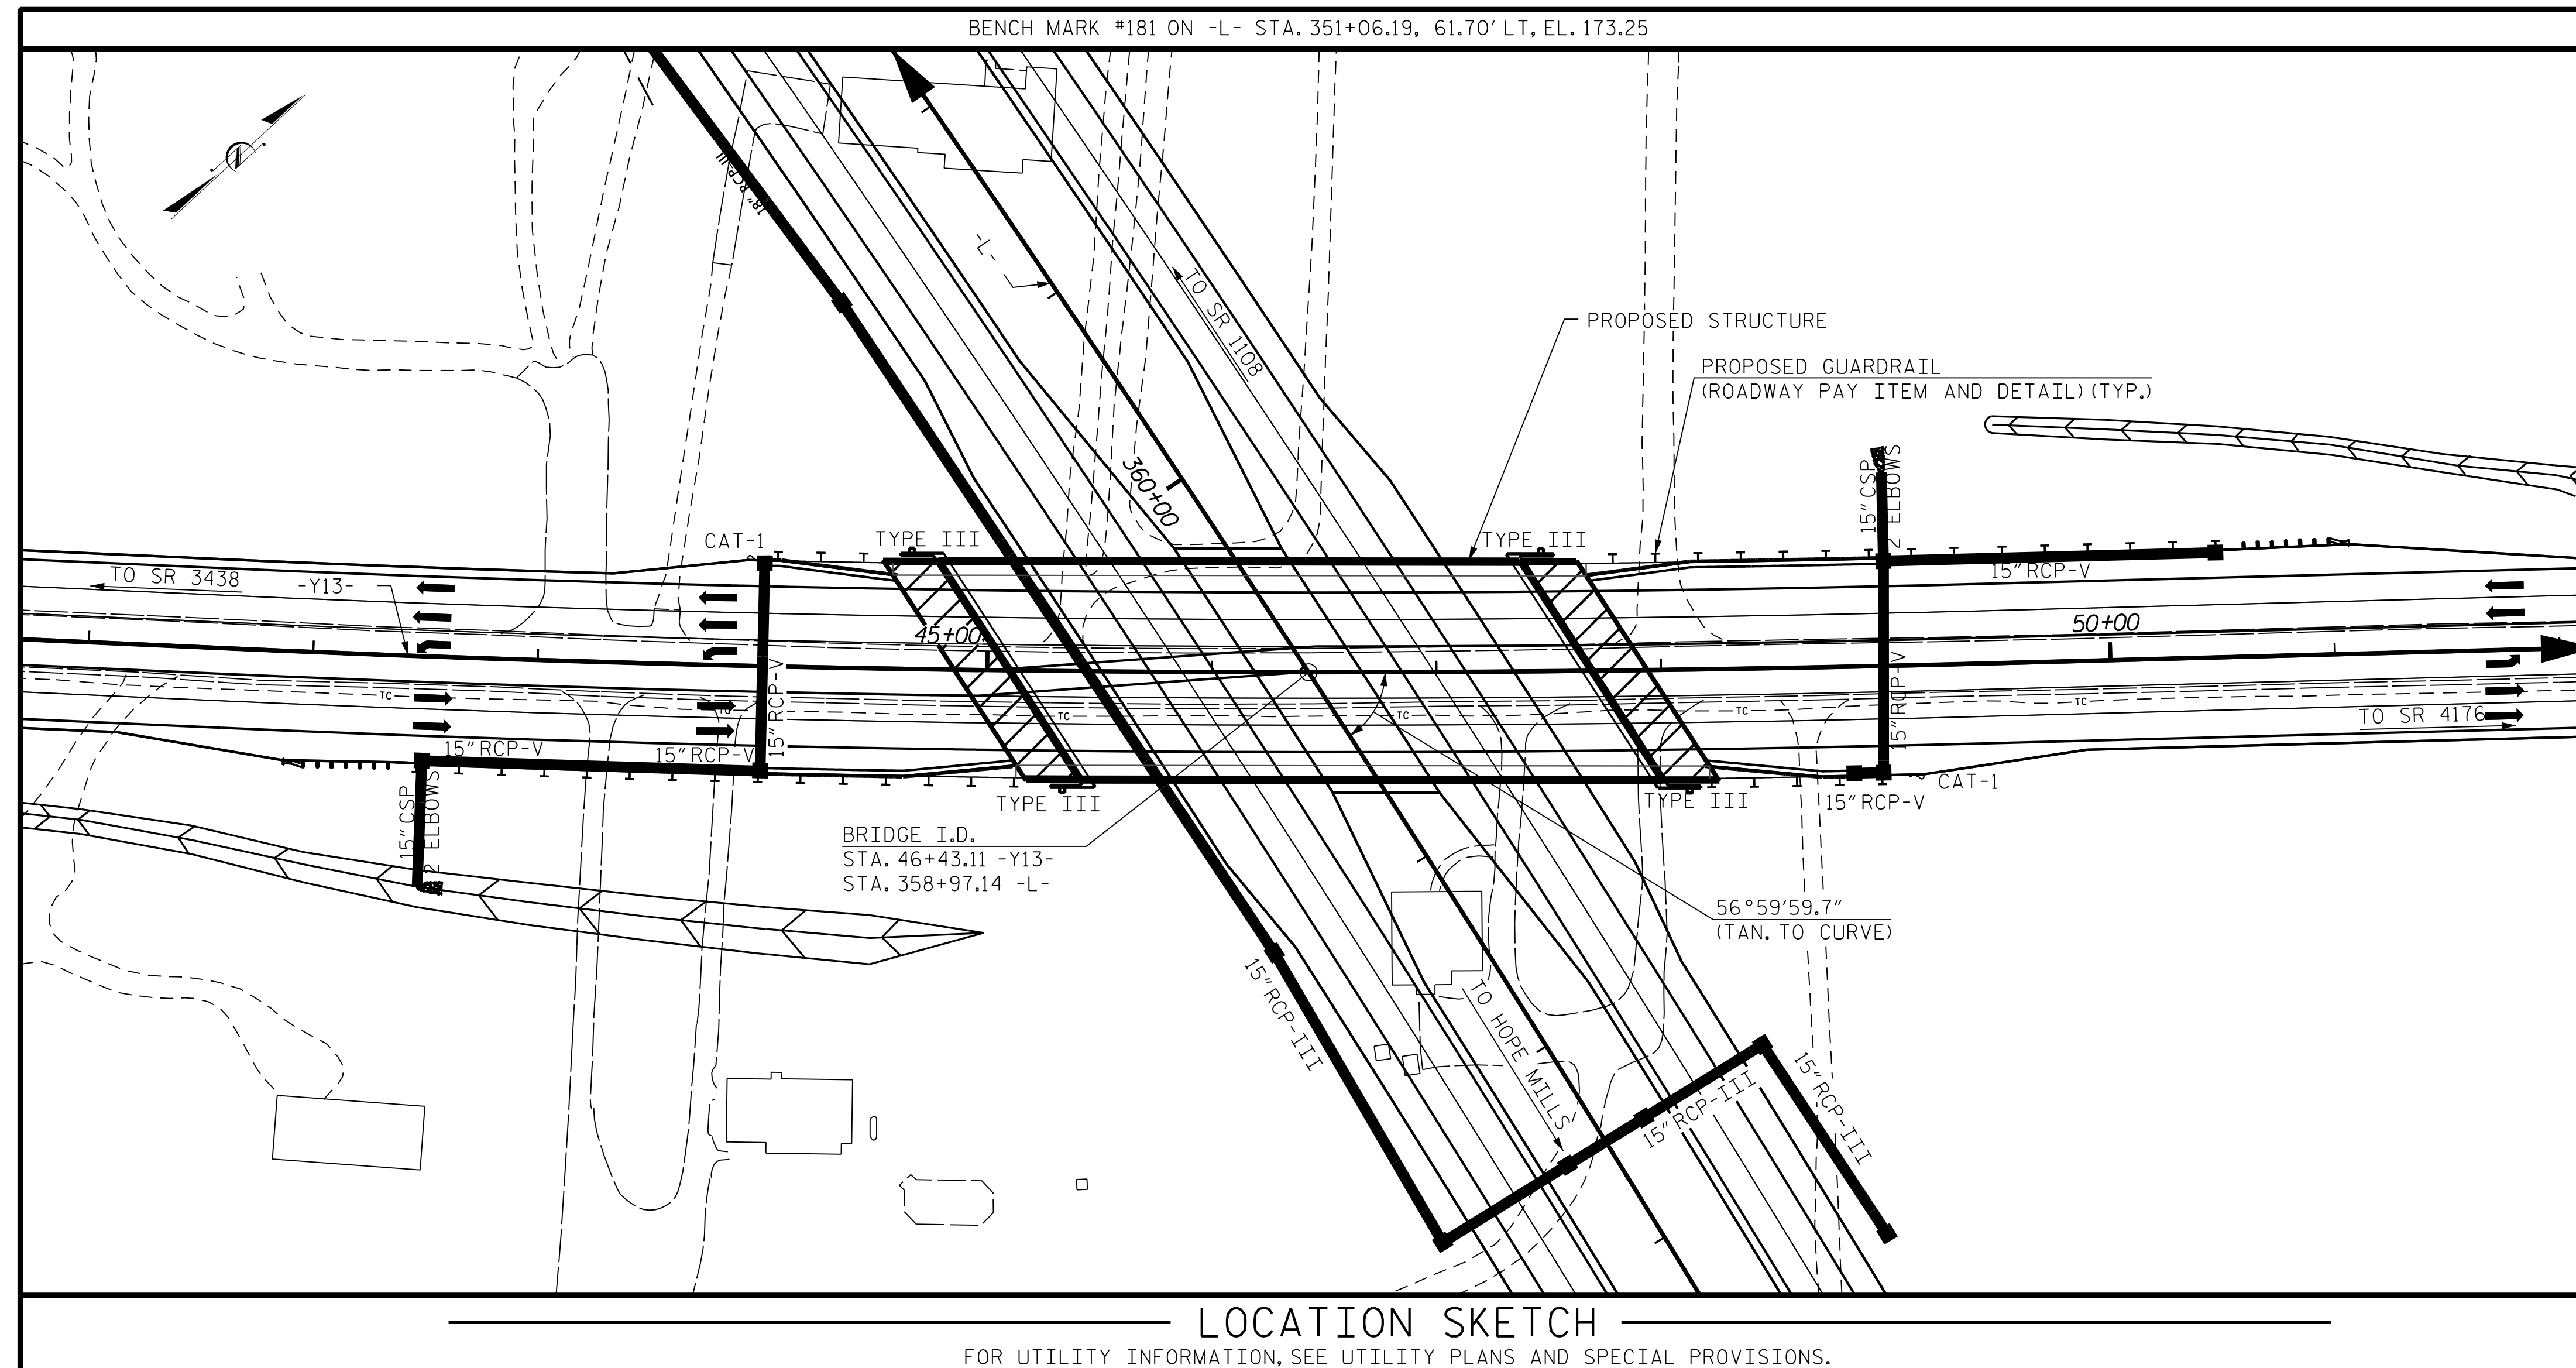 BENCH MARK #181 ON -L- STA. 351+06.19, 61.70' LT, EL. 173.25
18" RCP-III
-L-
TO SR 1108
PROPOSED STRUCTURE
PROPOSED GUARDRAIL
(ROADWAY PAY ITEM AND DETAIL) (TYP.)
360+00
15" CSP
2 ELBOWS
CAT-1
TYPE III
TYPE III
TO SR 3438
-Y13-
15" RCP-V
45+00
50+00
15" RCP-V
15" RCP-V
TC
TC
TC
TC
TC
TC
TO SR 4176
15" RCP-V
15" RCP-V
15" CSP
2 ELBOWS
TYPE III
TYPE III
15" RCP-V
CAT-1
BRIDGE I.D.
STA. 46+43.11 -Y13-
STA. 358+97.14 -L-
56°59'59.7"
(TAN. TO CURVE)
15" RCP-III
TO HOPE MILLS
15" RCP-III
15" RCP-III
LOCATION SKETCH
FOR UTILITY INFORMATION, SEE UTILITY PLANS AND SPECIAL PROVISIONS.